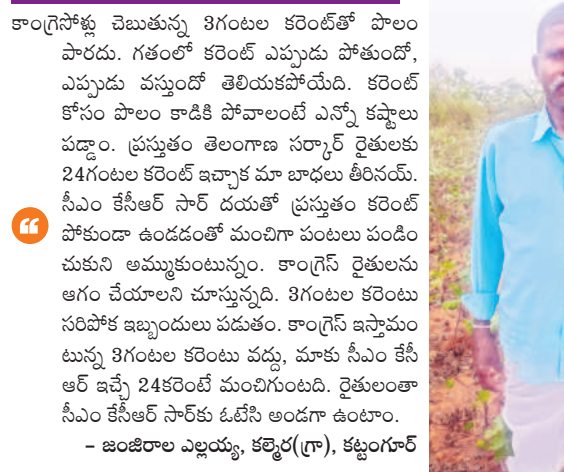 కాంగ్రెసోళ్లు చెబుతున్న 3గంటల కరెంట్‌తో పొలం
పారదు. గతంలో కరెంట్ ఎప్పుడు పోతుందో,
ఎప్పుడు వస్తుందో తెలియకపోయేది. కరెంట్
కోసం పొలం కాడికి పోవాలంటే ఎన్నో కష్టాలు
పడ్డాం. ప్రస్తుతం తెలంగాణ సర్కార్ రైతులకు
24గంటల కరెంట్ ఇచ్చాక మా బాధలు తీరినయ్.
సీఎం కేసీఆర్ సార్ దయతో ప్రస్తుతం కరెంట్
పోకుండా ఉండడంతో మంచిగా పంటలు పండిం
చుకుని అమ్ముకుంటున్నం. కాంగ్రెస్ రైతులను
ఆగం చేయాలని చూస్తున్నది. 3గంటల కరెంటు
సరిపోక ఇబ్బందులు పడుతం. కాంగ్రెస్ ఇస్తామం
టున్న 3గంటల కరెంటు వద్దు, మాకు సీఎం కేసీ
ఆర్ ఇచ్చే 24కరెంటే మంచిగుంటది. రైతులంతా
సీఎం కేసీఆర్ సార్‌కు ఓటేసి అండగా ఉంటాం.
– జంజిరాల ఎల్లయ్య, కల్మెర(గ్రా), కట్టంగూర్